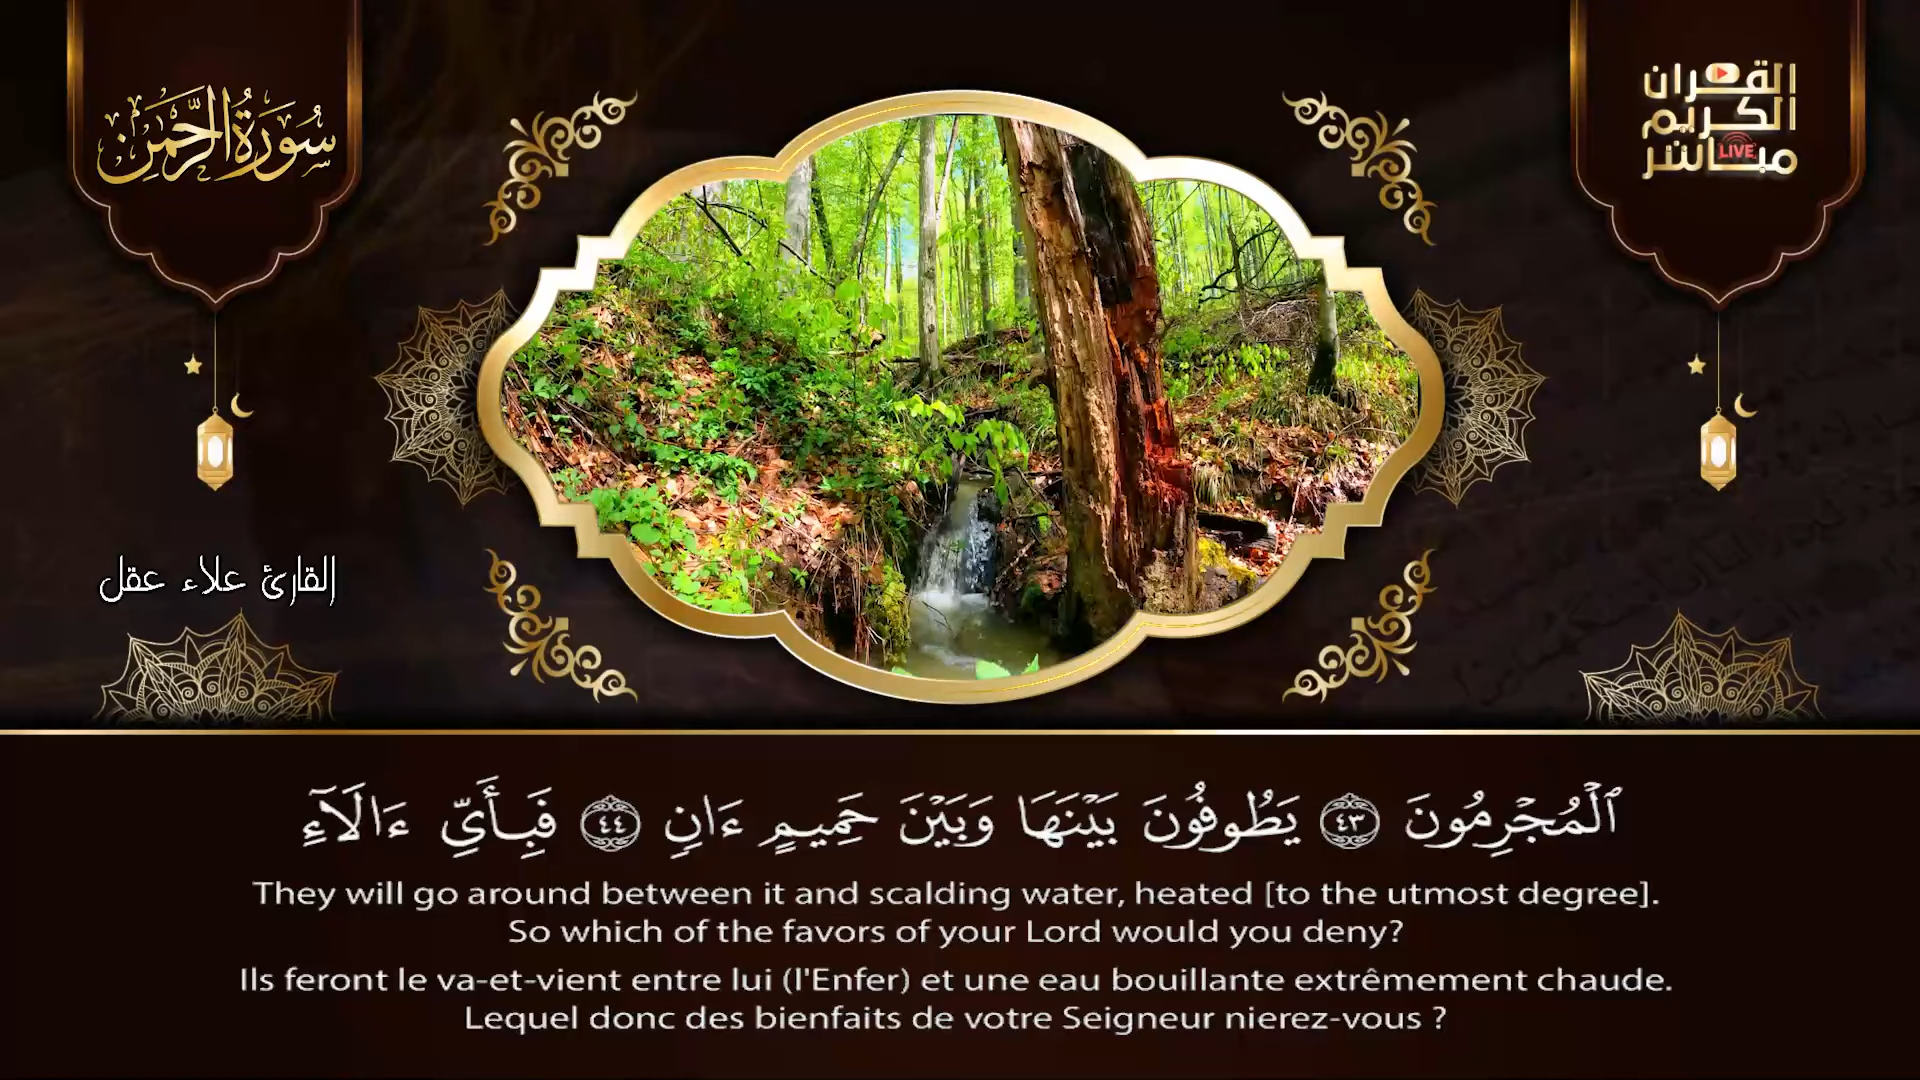 سُورَةُ الرَّحْمَٰن
القرآن
الكريم
مباشر
LIVE
القارئ علاء عقل
ٱلْمُجْرِمُونَ ٤٣ يَطُوفُونَ بَيْنَهَا وَبَيْنَ حَمِيمٍ ءَانٍ ٤٤ فَبِأَيِّ ءَالَآءِ
They will go around between it and scalding water, heated [to the utmost degree].
So which of the favors of your Lord would you deny?
Ils feront le va-et-vient entre lui (l'Enfer) et une eau bouillante extrêmement chaude.
Lequel donc des bienfaits de votre Seigneur nierez-vous ?